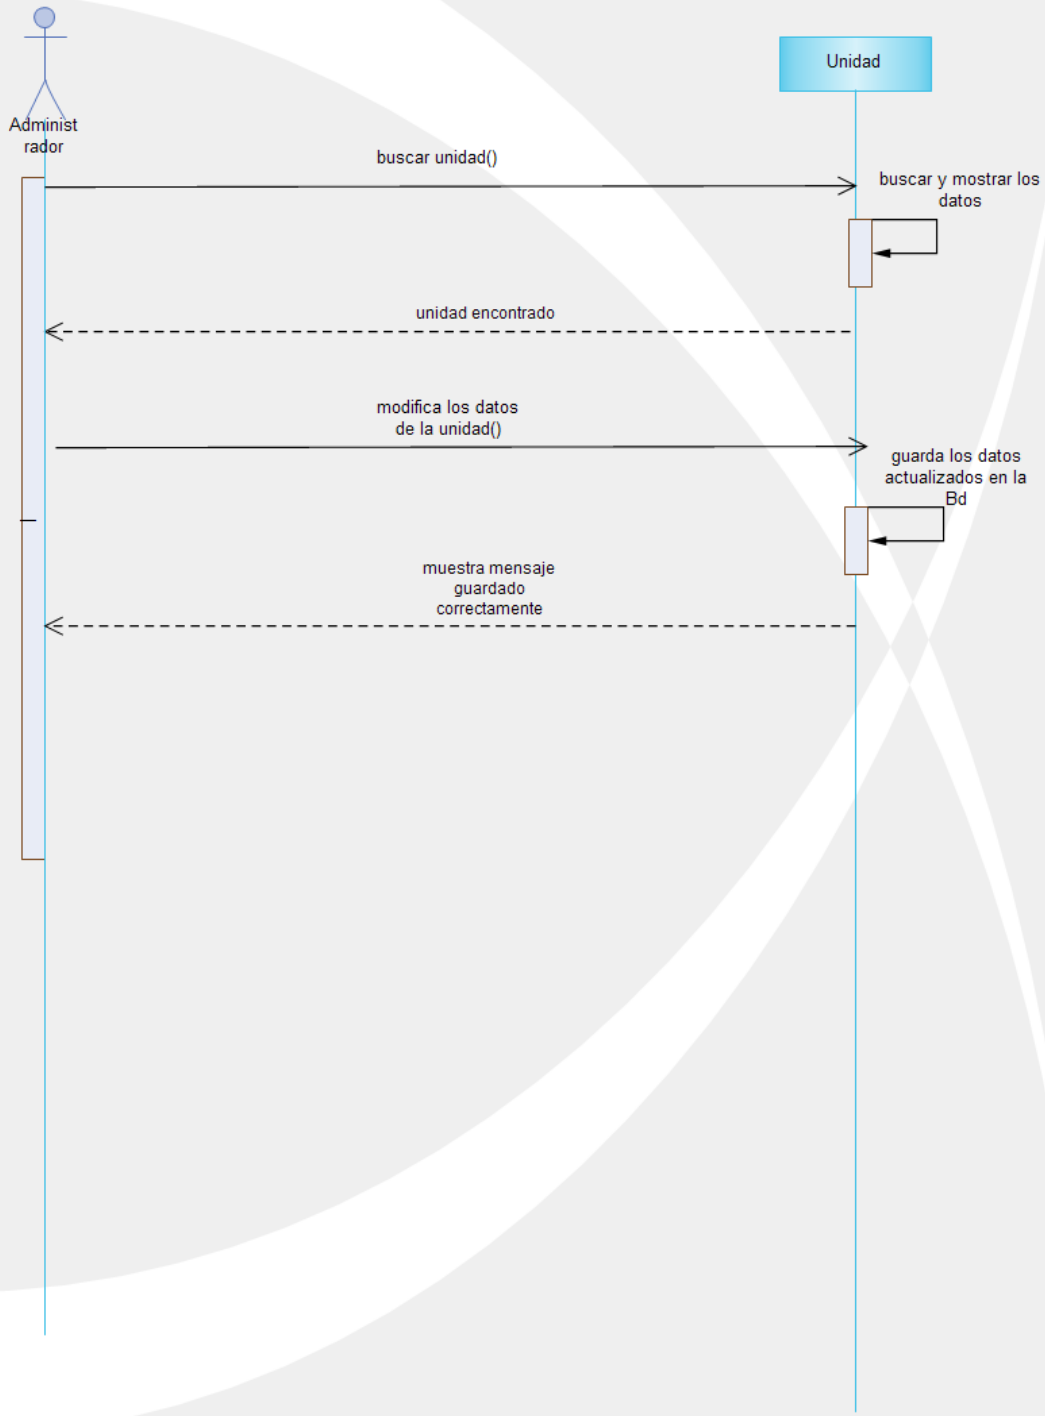 Administ
rador
Unidad
buscar unidad()
buscar y mostrar los
datos
unidad encontrado
modifica los datos
de la unidad()
guarda los datos
actualizados en la
Bd
muestra mensaje
guardado
correctamente